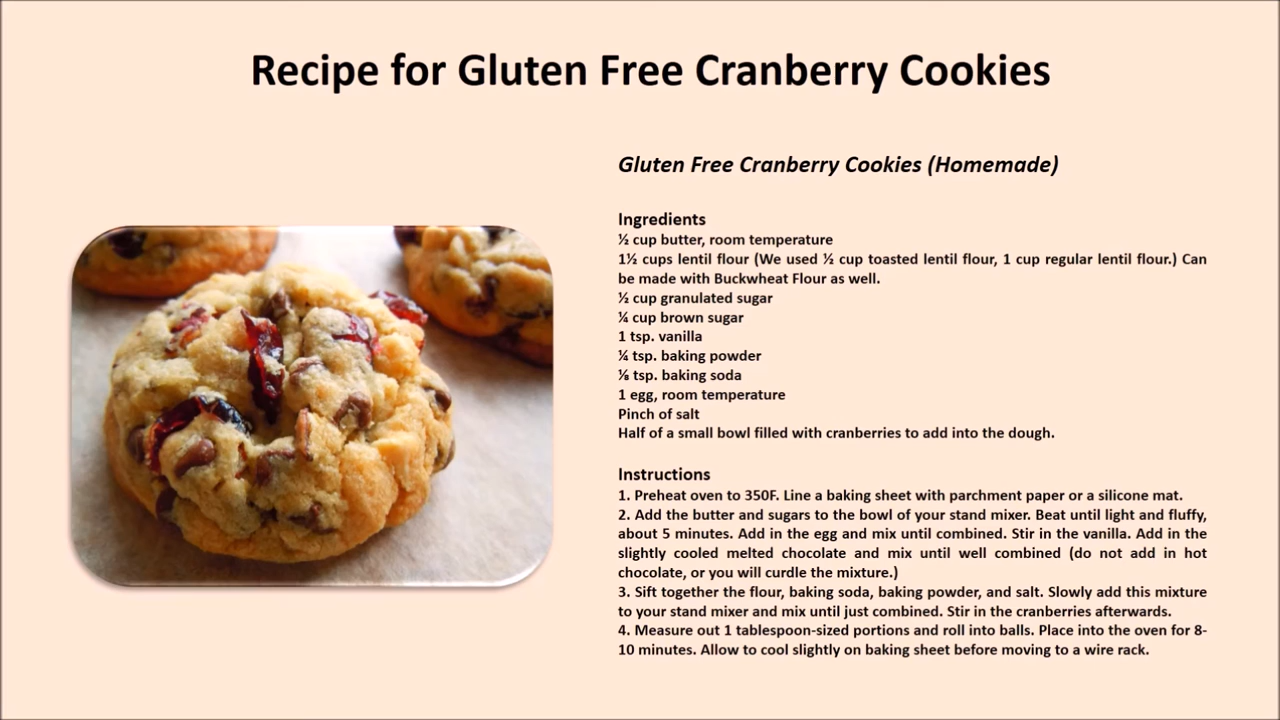 Recipe for Gluten Free Cranberry Cookies
Gluten Free Cranberry Cookies (Homemade)
Ingredients
½ cup butter, room temperature
1½ cups lentil flour (We used ½ cup toasted lentil flour, 1 cup regular lentil flour.) Can
be made with Buckwheat Flour as well.
½ cup granulated sugar
¼ cup brown sugar
1 tsp. vanilla
¼ tsp. baking powder
⅛ tsp. baking soda
1 egg, room temperature
Pinch of salt
Half of a small bowl filled with cranberries to add into the dough.
Instructions
1. Preheat oven to 350F. Line a baking sheet with parchment paper or a silicone mat.
2. Add the butter and sugars to the bowl of your stand mixer. Beat until light and fluffy,
about 5 minutes. Add in the egg and mix until combined. Stir in the vanilla. Add in the
slightly cooled melted chocolate and mix until well combined (do not add in hot
chocolate, or you will curdle the mixture.)
3. Sift together the flour, baking soda, baking powder, and salt. Slowly add this mixture
to your stand mixer and mix until just combined. Stir in the cranberries afterwards.
4. Measure out 1 tablespoon-sized portions and roll into balls. Place into the oven for 8-
10 minutes. Allow to cool slightly on baking sheet before moving to a wire rack.